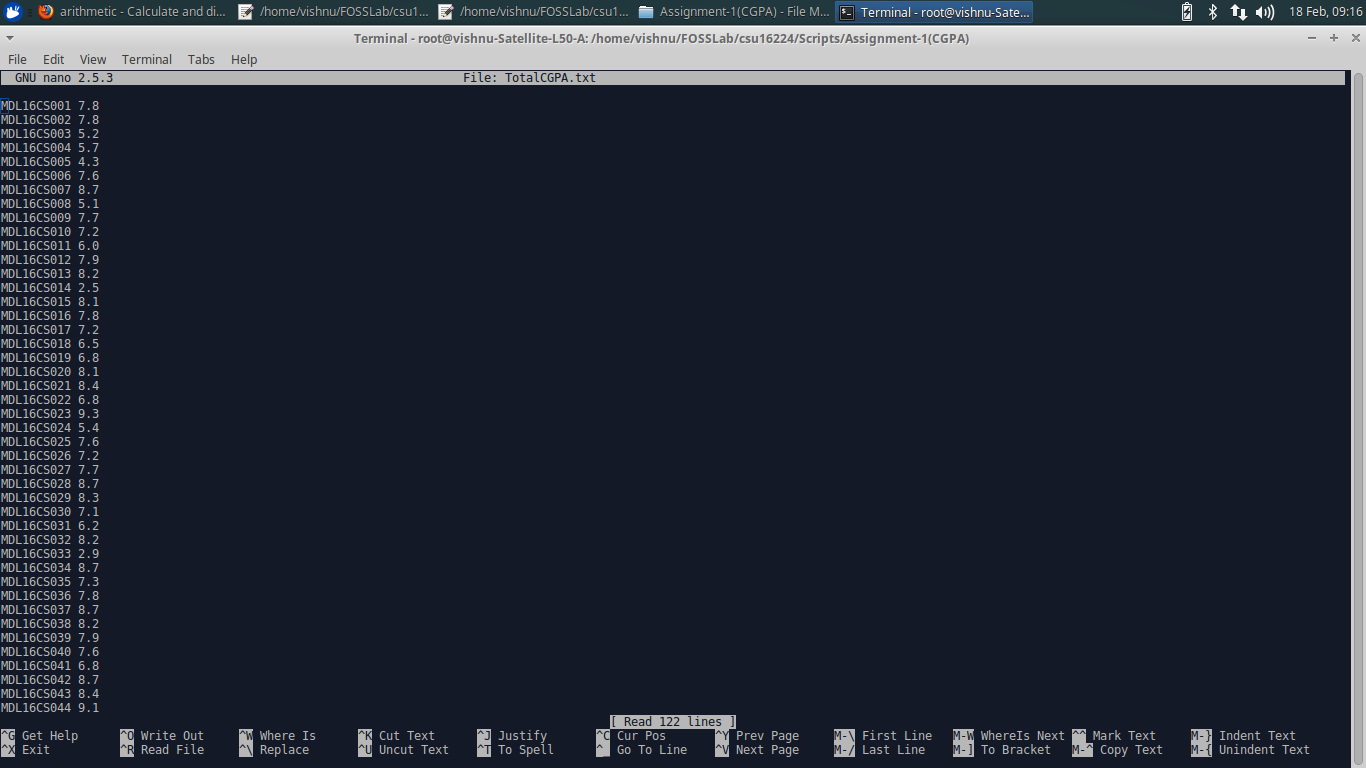 arithmetic - Calculate and di... /home/vishnu/FOSSLab/csu1... /home/vishnu/FOSSLab/csu1... Assignment-1(CGPA) - File M... Terminal - root@vishnu-Sate... 18 Feb, 09:16
Terminal - root@vishnu-Satellite-L50-A: /home/vishnu/FOSSLab/csu16224/Scripts/Assignment-1(CGPA)
File Edit View Terminal Tabs Help
GNU nano 2.5.3 File: TotalCGPA.txt
MDL16CS001 7.8
MDL16CS002 7.8
MDL16CS003 5.2
MDL16CS004 5.7
MDL16CS005 4.3
MDL16CS006 7.6
MDL16CS007 8.7
MDL16CS008 5.1
MDL16CS009 7.7
MDL16CS010 7.2
MDL16CS011 6.0
MDL16CS012 7.9
MDL16CS013 8.2
MDL16CS014 2.5
MDL16CS015 8.1
MDL16CS016 7.8
MDL16CS017 7.2
MDL16CS018 6.5
MDL16CS019 6.8
MDL16CS020 8.1
MDL16CS021 8.4
MDL16CS022 6.8
MDL16CS023 9.3
MDL16CS024 5.4
MDL16CS025 7.6
MDL16CS026 7.2
MDL16CS027 7.7
MDL16CS028 8.7
MDL16CS029 8.3
MDL16CS030 7.1
MDL16CS031 6.2
MDL16CS032 8.2
MDL16CS033 2.9
MDL16CS034 8.7
MDL16CS035 7.3
MDL16CS036 7.8
MDL16CS037 8.7
MDL16CS038 8.2
MDL16CS039 7.9
MDL16CS040 7.6
MDL16CS041 6.8
MDL16CS042 8.7
MDL16CS043 8.4
MDL16CS044 9.1
[ Read 122 lines ]
^G Get Help ^O Write Out ^W Where Is ^K Cut Text ^J Justify ^C Cur Pos ^Y Prev Page M-\ First Line M-W WhereIs Next ^^ Mark Text M-} Indent Text
^X Exit ^R Read File ^\ Replace ^U Uncut Text ^T To Spell ^_ Go To Line ^V Next Page M-/ Last Line M-] To Bracket M-^ Copy Text M-{ Unindent Text